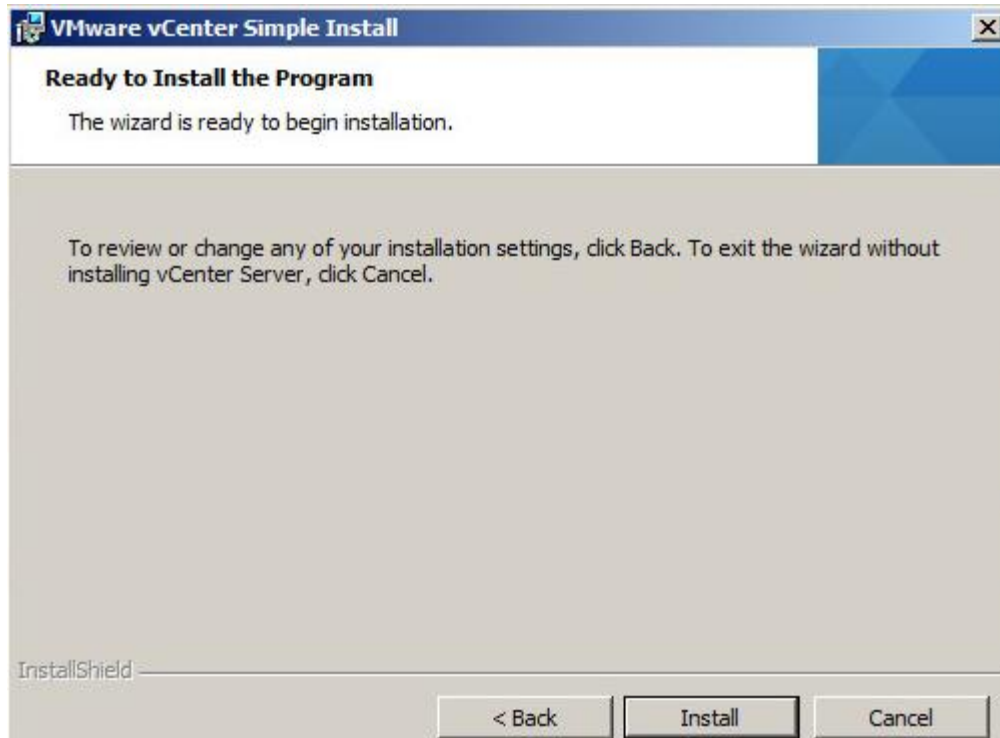 VMware vCenter Simple Install
Ready to Install the Program
The wizard is ready to begin installation.
To review or change any of your installation settings, click Back. To exit the wizard without
installing vCenter Server, click Cancel.
InstallShield
< Back
Install
Cancel